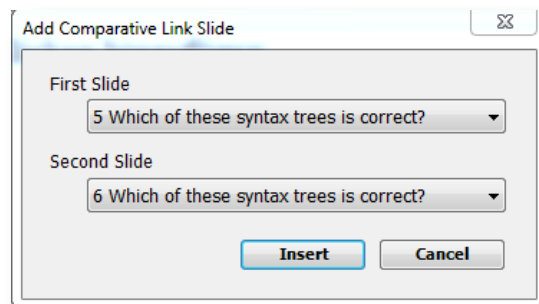 Add Comparative Link Slide
First Slide
5 Which of these syntax trees is correct?
Second Slide
6 Which of these syntax trees is correct?
Insert Cancel